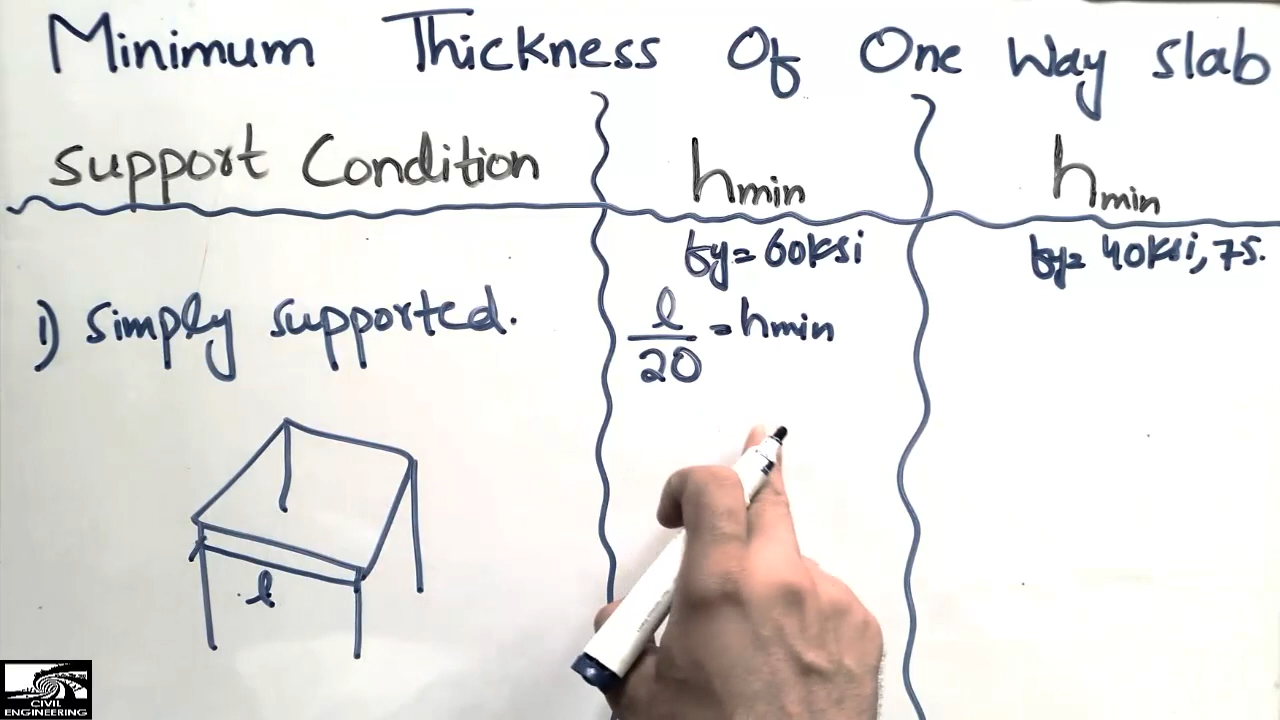 Minimum Thickness Of One Way Slab
Support Condition
hmin
hmin
fy= 60ksi
fy= 40ksi, 75.
1) Simply supported.
l/20 = hmin
l
CIVIL
ENGINEERING